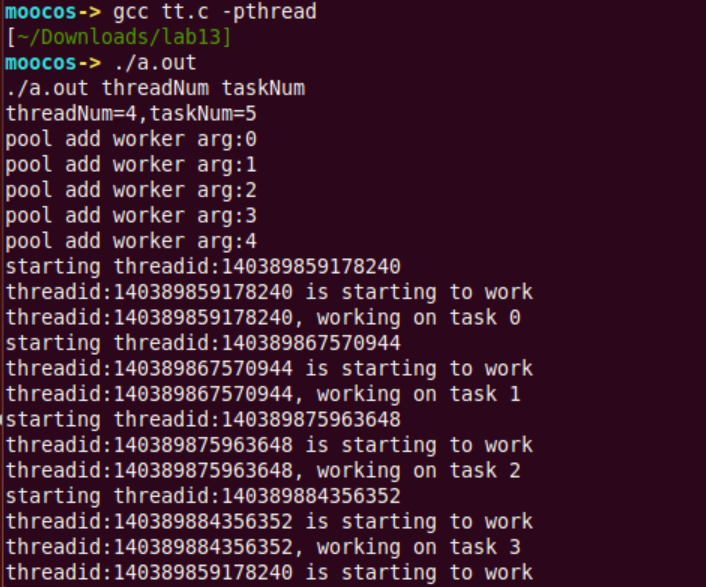 moocos-> gcc tt.c -pthread
[~/Downloads/lab13]
moocos-> ./a.out
./a.out threadNum taskNum
threadNum=4,taskNum=5
pool add worker arg:0
pool add worker arg:1
pool add worker arg:2
pool add worker arg:3
pool add worker arg:4
starting threadid:140389859178240
threadid:140389859178240 is starting to work
threadid:140389859178240, working on task 0
starting threadid:140389867570944
threadid:140389867570944 is starting to work
threadid:140389867570944, working on task 1
starting threadid:140389875963648
threadid:140389875963648 is starting to work
threadid:140389875963648, working on task 2
starting threadid:140389884356352
threadid:140389884356352 is starting to work
threadid:140389884356352, working on task 3
threadid:140389859178240 is starting to work